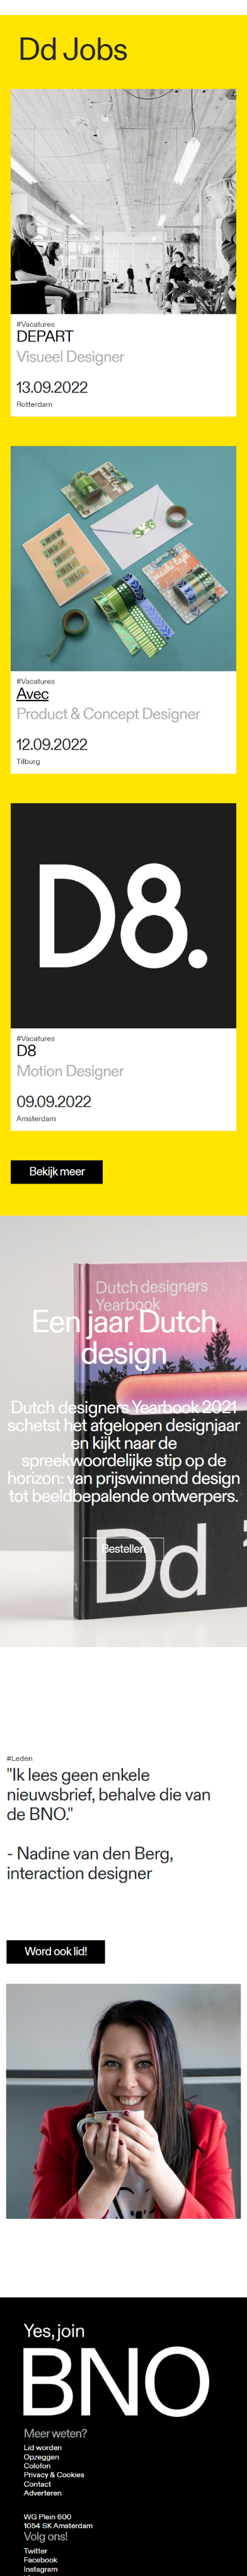 Dd Jobs
#Vacatures
DEPART
Visueel Designer
13.09.2022
Rotterdam
#Vacatures
Avec
Product & Concept Designer
12.09.2022
Tilburg
D8.
#Vacatures
D8
Motion Designer
09.09.2022
Amsterdam
Bekijk meer
Dutch designers
Yearbook
Een jaar Dutch
design
Dutch designers Yearbook 2021
schetst het afgelopen designjaar
en kijkt naar de
spreekwoordelijke stip op de
horizon: van prijswinnend design
tot beeldbepalende ontwerpers.
Bestellen
Dd
#Leden
"Ik lees geen enkele
nieuwsbrief, behalve die van
de BNO."
- Nadine van den Berg,
interaction designer
Word ook lid!
Yes, join
BNO
Meer weten?
Lid worden
Opzeggen
Colofon
Privacy & Cookies
Contact
Adverteren
WG Plein 600
1054 SK Amsterdam
Volg ons!
Twitter
Facebook
Instagram